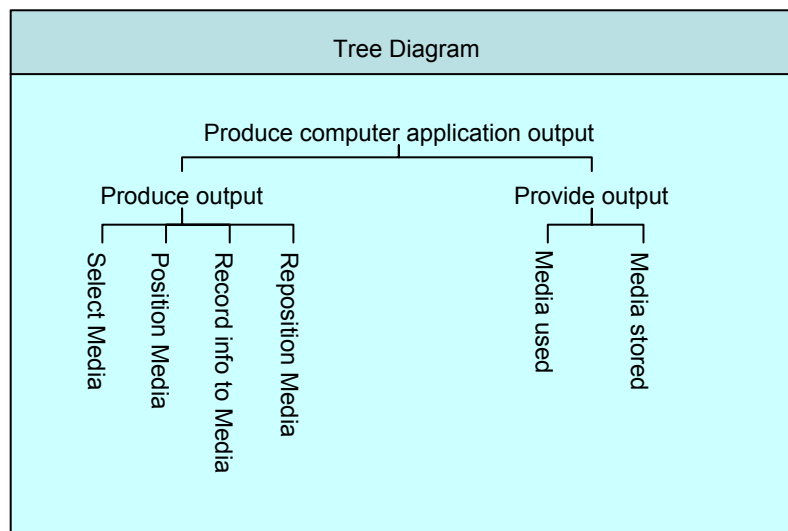 Tree Diagram
Produce computer application output
Produce output
Provide output
Select Media
Position Media
Record info to Media
Reposition Media
Media used
Media stored